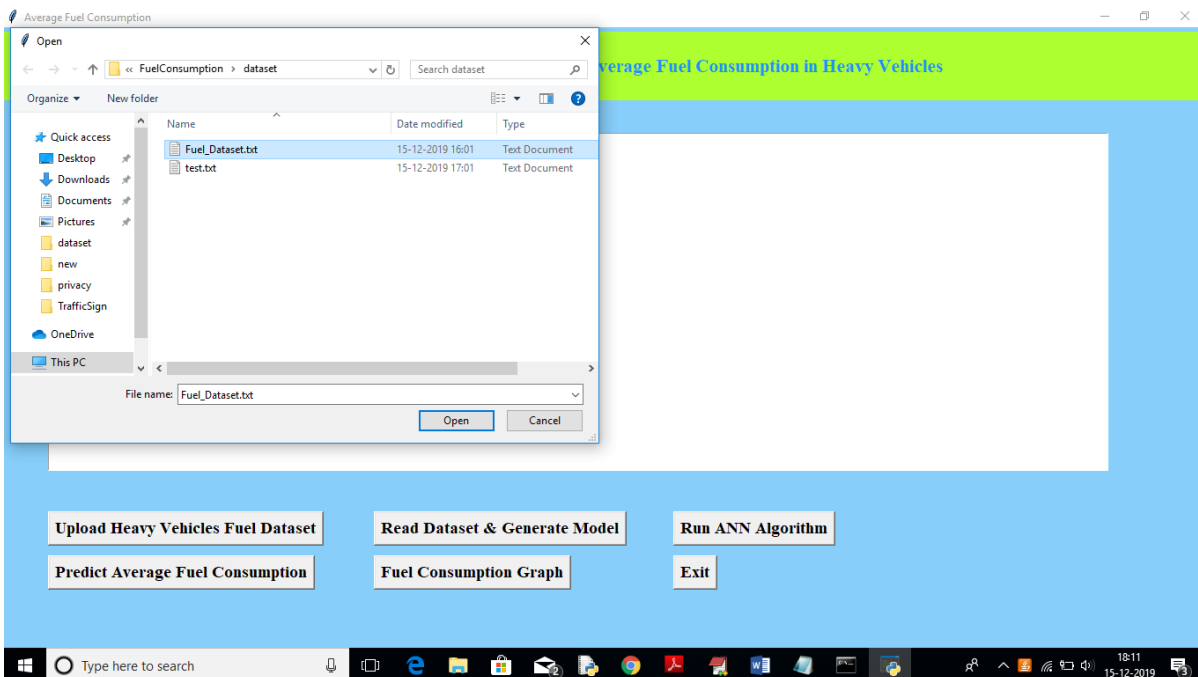 Average Fuel Consumption
Open
« FuelConsumption > dataset
Search dataset
verage Fuel Consumption in Heavy Vehicles
Organize
New folder
Name
Date modified
Type
Quick access
Desktop
Downloads
Documents
Pictures
dataset
new
privacy
TrafficSign
OneDrive
This PC
Fuel_Dataset.txt 15-12-2019 16:01 Text Document
test.txt 15-12-2019 17:01 Text Document
File name: Fuel_Dataset.txt
Open
Cancel
Upload Heavy Vehicles Fuel Dataset
Read Dataset & Generate Model
Run ANN Algorithm
Predict Average Fuel Consumption
Fuel Consumption Graph
Exit
Type here to search
2
18:11
15-12-2019
3